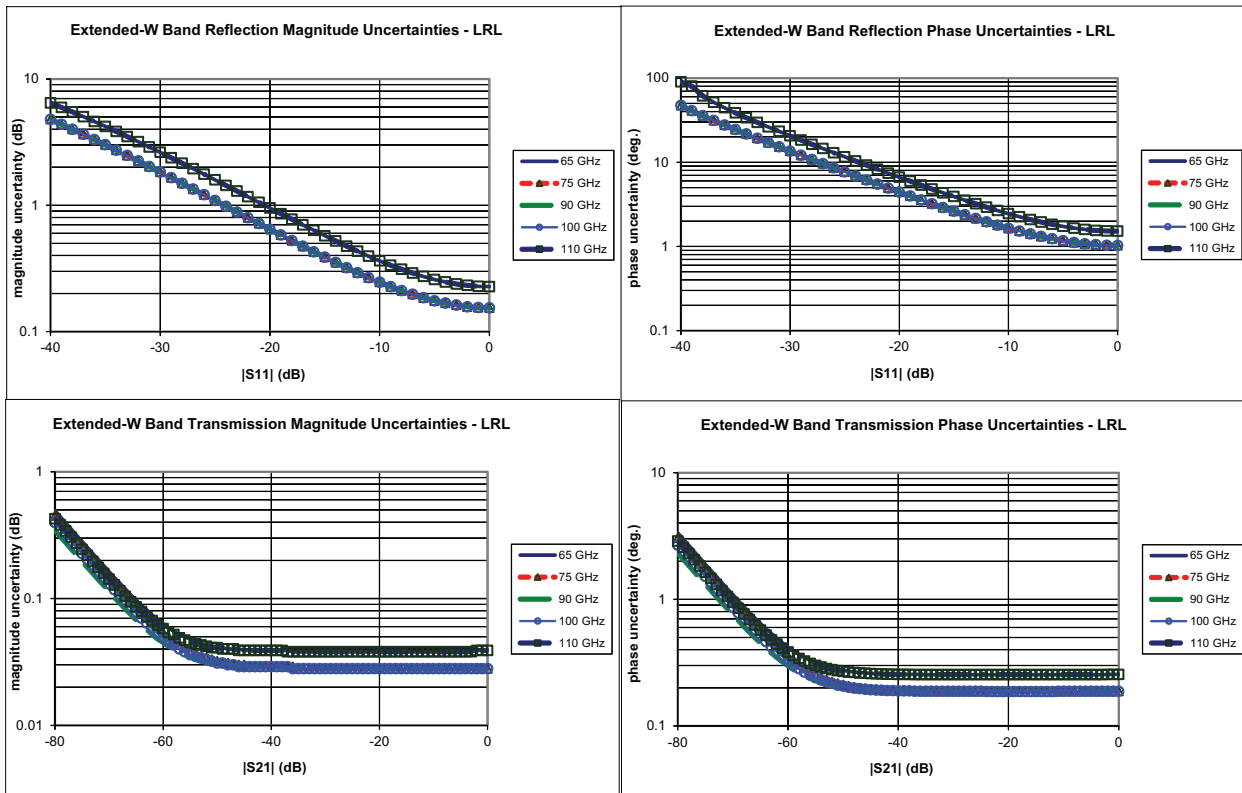 Extended-W Band Reflection Magnitude Uncertainties - LRL
magnitude uncertainty (dB)
10
1
0.1
-40
-30
-20
-10
0
|S11| (dB)
65 GHz
75 GHz
90 GHz
100 GHz
110 GHz
Extended-W Band Reflection Phase Uncertainties - LRL
phase uncertainty (deg.)
100
10
1
0.1
-40
-30
-20
-10
0
|S11| (dB)
65 GHz
75 GHz
90 GHz
100 GHz
110 GHz
Extended-W Band Transmission Magnitude Uncertainties - LRL
magnitude uncertainty (dB)
1
0.1
0.01
-80
-60
-40
-20
0
|S21| (dB)
65 GHz
75 GHz
90 GHz
100 GHz
110 GHz
Extended-W Band Transmission Phase Uncertainties - LRL
phase uncertainty (deg.)
10
1
0.1
-80
-60
-40
-20
0
|S21| (dB)
65 GHz
75 GHz
90 GHz
100 GHz
110 GHz